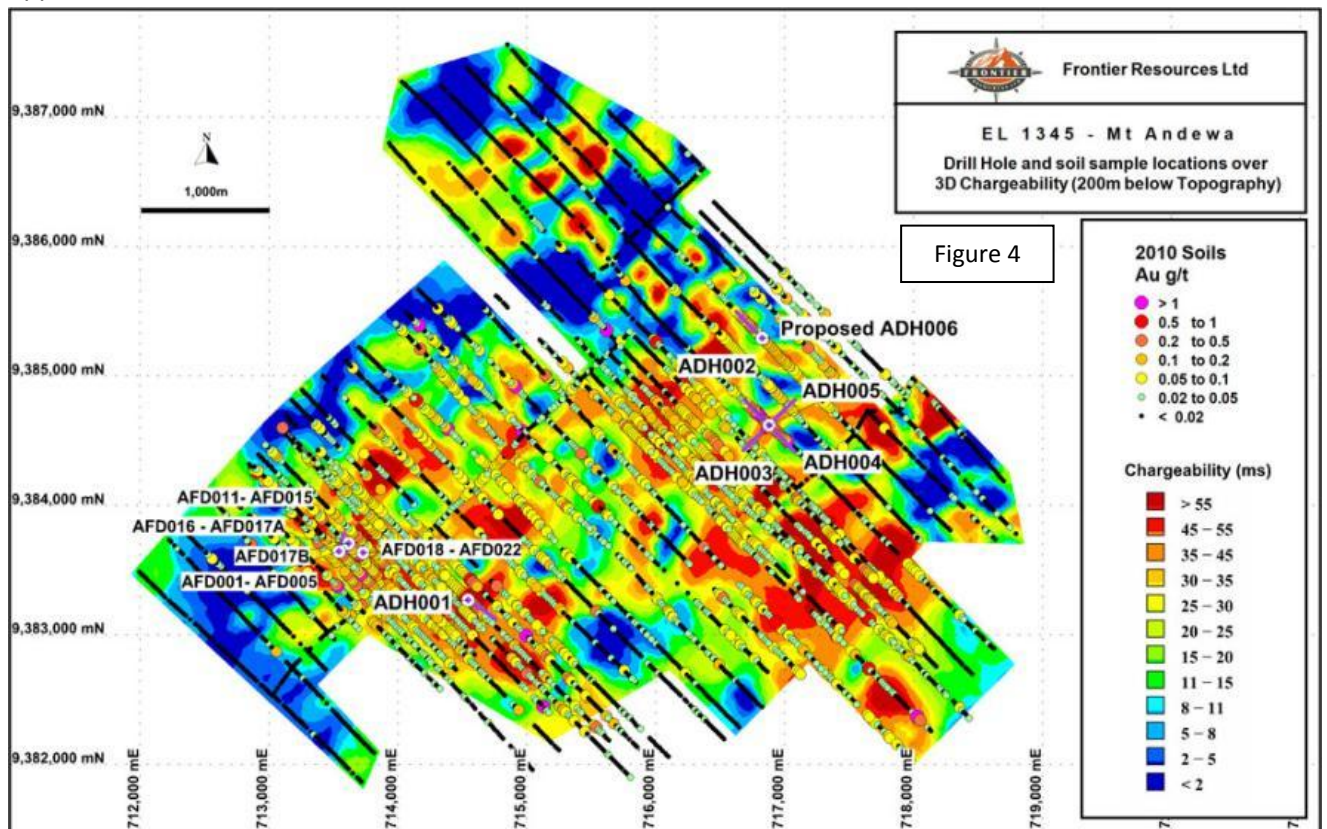 FRONTIER
Frontier Resources Ltd
EL 1345 - Mt Andewa
Drill Hole and soil sample locations over
3D Chargeability (200m below Topography)
Figure 4
N
1,000m
9,387,000 mN
9,386,000 mN
9,385,000 mN
9,384,000 mN
9,383,000 mN
9,382,000 mN
Proposed ADH006
ADH002
ADH005
ADH003
ADH004
AFD011- AFD015
AFD016 - AFD017A
AFD017B
AFD018 - AFD022
AFD001- AFD005
ADH001
2010 Soils
Au g/t
> 1
0.5 to 1
0.2 to 0.5
0.1 to 0.2
0.05 to 0.1
0.02 to 0.05
< 0.02
Chargeability (ms)
> 55
45 – 55
35 – 45
30 – 35
25 – 30
20 – 25
15 – 20
11 – 15
8 – 11
5 – 8
2 – 5
< 2
712,000 mE
713,000 mE
714,000 mE
715,000 mE
716,000 mE
717,000 mE
718,000 mE
719,000 mE